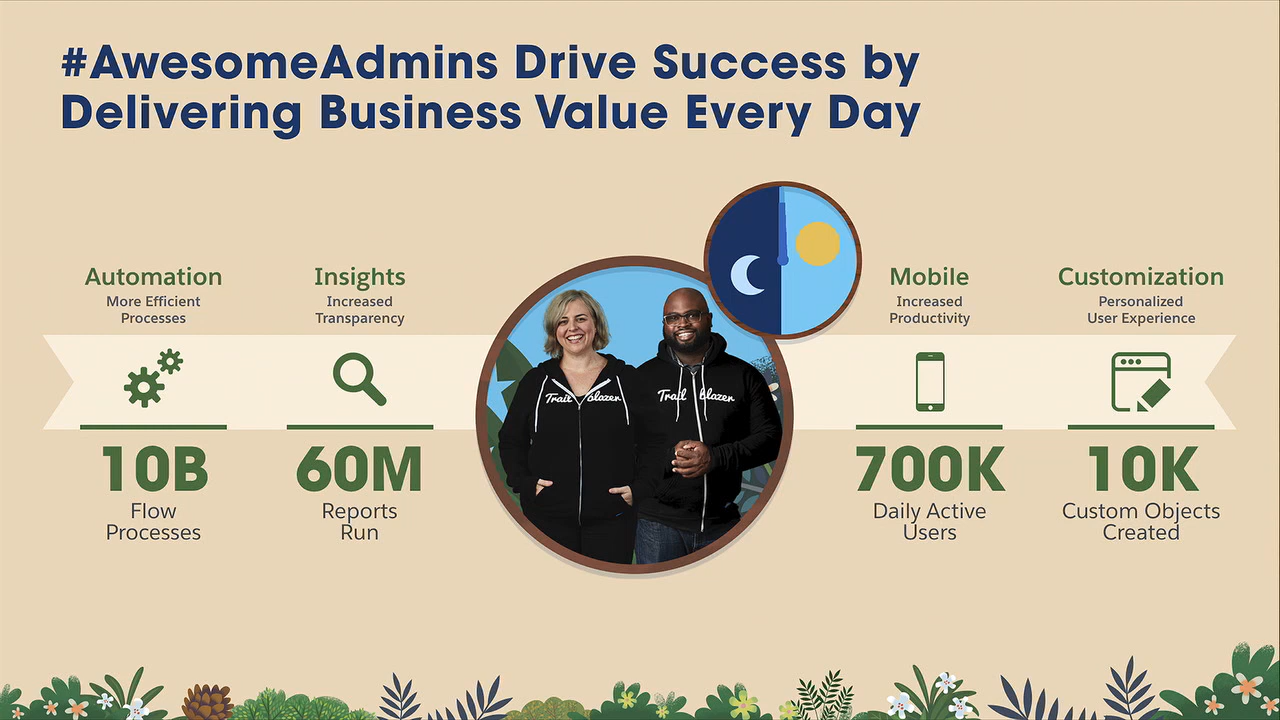 #AwesomeAdmins Drive Success by
Delivering Business Value Every Day
Automation
More Efficient
Processes
10B
Flow
Processes
Insights
Increased
Transparency
60M
Reports
Run
Trail blazer
Trail blazer
Mobile
Increased
Productivity
700K
Daily Active
Users
Customization
Personalized
User Experience
10K
Custom Objects
Created